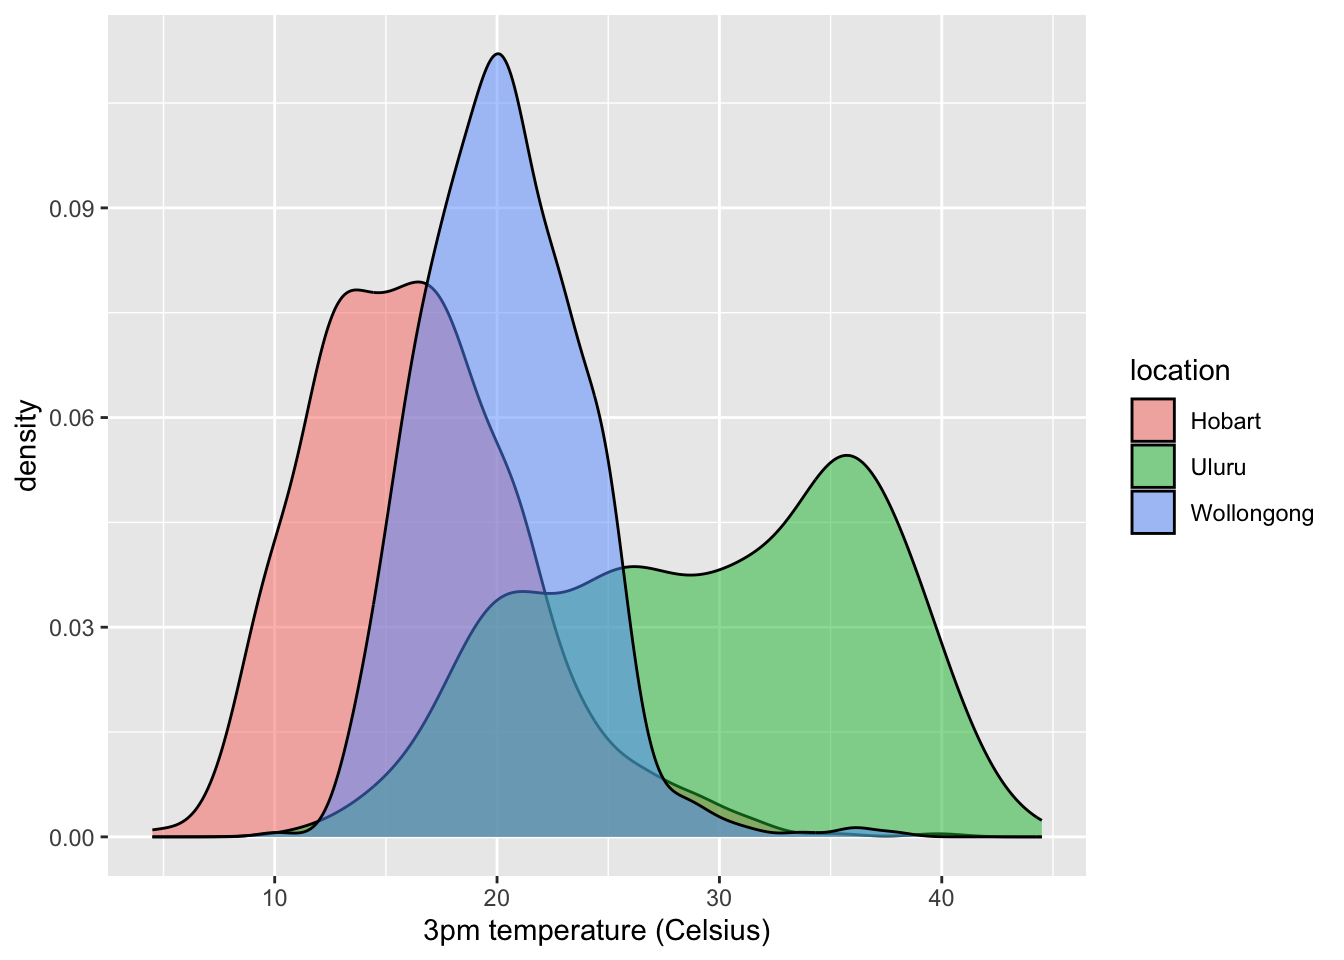 0.09
0.06
0.03
0.00
density
10 20 30 40
3pm temperature (Celsius)
location
Hobart
Uluru
Wollongong